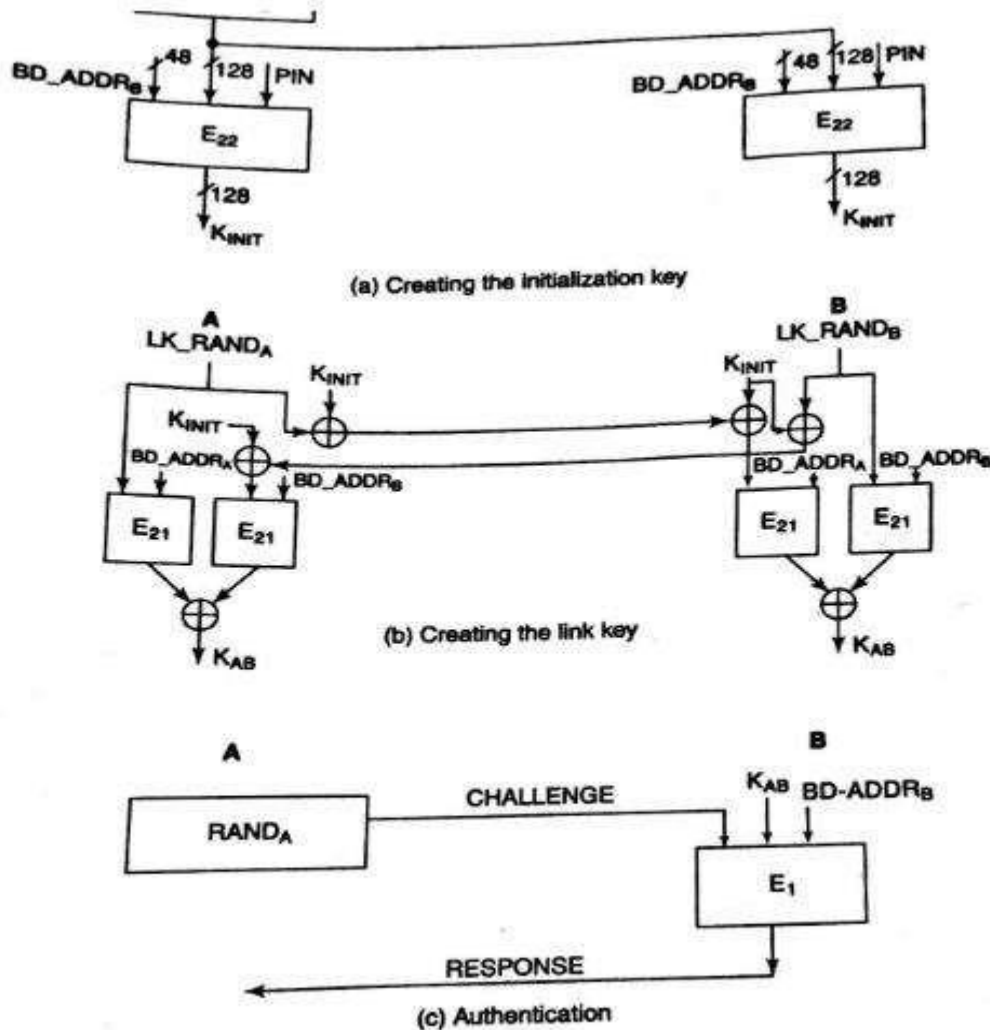 48 128 PIN 48 128 PIN
BD_ADDRB BD_ADDRB
E22 E22
128 128
KINIT KINIT
(a) Creating the initialization key
A B
LK_RANDA LK_RANDB
KINIT KINIT
KINIT
BD_ADDRA BD_ADDRB BD_ADDRA BD_ADDRB
E21 E21 E21 E21
(b) Creating the link key
KAB KAB
A B
CHALLENGE KAB BD-ADDRB
RANDA
E1
RESPONSE
(c) Authentication